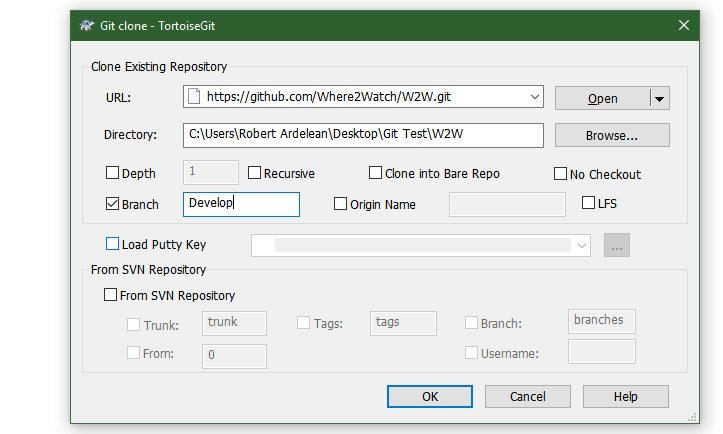 Git clone - TortoiseGit
Clone Existing Repository
URL: https://github.com/Where2Watch/W2W.git Open
Directory: C:\Users\Robert Ardelean\Desktop\Git Test\W2W Browse...
Depth 1 Recursive Clone into Bare Repo No Checkout
Branch Develop Origin Name LFS
Load Putty Key ...
From SVN Repository
From SVN Repository
Trunk: trunk Tags: tags Branch: branches
From: 0 Username:
OK Cancel Help